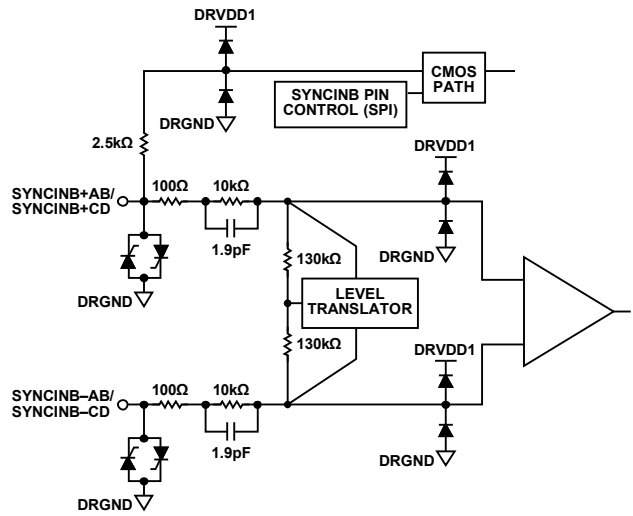 DRVDD1
CMOS
PATH
SYNCINB PIN
CONTROL (SPI)
DRGND
2.5kΩ
DRVDD1
SYNCINB+AB/
SYNCINB+CD
100Ω
10kΩ
1.9pF
DRGND
130kΩ
LEVEL
TRANSLATOR
DRGND
130kΩ
DRVDD1
SYNCINB–AB/
SYNCINB–CD
100Ω
10kΩ
1.9pF
DRGND
DRGND